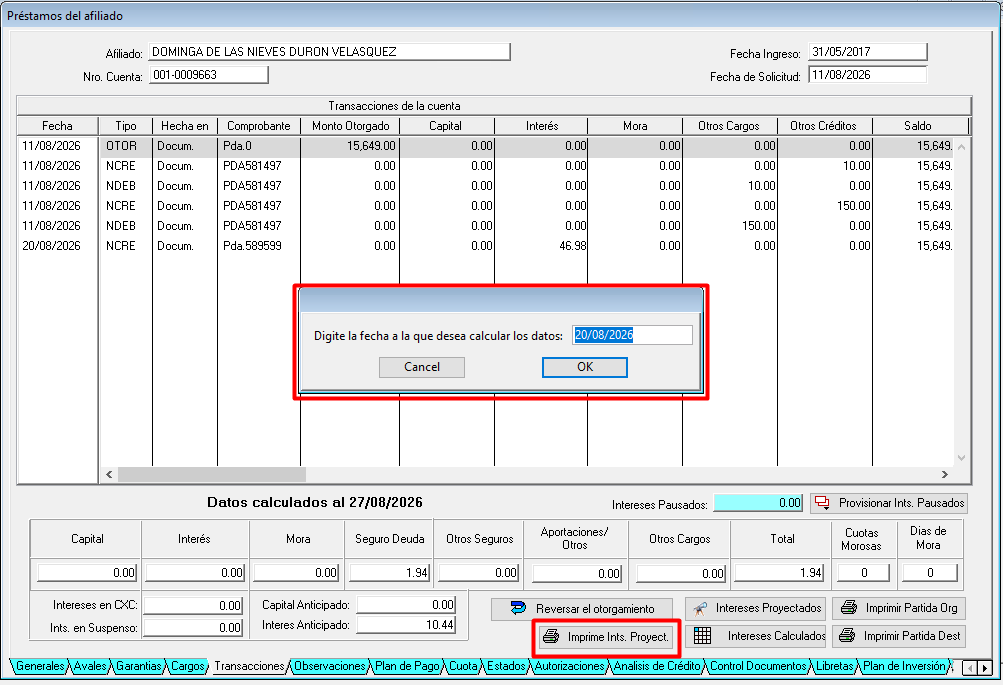 Préstamos del afiliado
Afiliado: DOMINGA DE LAS NIEVES DURON VELASQUEZ Fecha Ingreso: 31/05/2017
Nro. Cuenta: 001-0009663 Fecha de Solicitud: 11/08/2026
Transacciones de la cuenta
Fecha Tipo Hecha en Comprobante Monto Otorgado Capital Interés Mora Otros Cargos Otros Créditos Saldo
11/08/2026 OTOR Docum. Pda.0 15,649.00 0.00 0.00 0.00 0.00 0.00 15,649.
11/08/2026 NCRE Docum. PDA581497 0.00 0.00 0.00 0.00 0.00 10.00 15,649.
11/08/2026 NDEB Docum. PDA581497 0.00 0.00 0.00 0.00 10.00 0.00 15,649.
11/08/2026 NCRE Docum. PDA581497 0.00 0.00 0.00 0.00 0.00 150.00 15,649.
11/08/2026 NDEB Docum. PDA581497 0.00 0.00 0.00 0.00 150.00 0.00 15,649.
20/08/2026 NCRE Docum. Pda.589599 0.00 0.00 46.98 0.00 0.00 0.00 15,649.
Digite la fecha a la que desea calcular los datos: 20/08/2026
Cancel OK
Datos calculados al 27/08/2026 Intereses Pausados: 0.00 Provisionar Ints. Pausados
Capital Interés Mora Seguro Deuda Otros Seguros Aportaciones/ Otros Otros Cargos Total Cuotas Morosas Dias de Mora
0.00 0.00 0.00 1.94 0.00 0.00 0.00 1.94 0 0
Intereses en CXC: 0.00 Capital Anticipado: 0.00 Reversar el otorgamiento Intereses Proyectados Imprimir Partida Org
Ints. en Suspenso: 0.00 Interes Anticipado: 10.44 Imprime Ints. Proyect. Intereses Calculados Imprimir Partida Dest
Generales Avales Garantias Cargos Transacciones Observaciones Plan de Pago Cuota Estados Autorizaciones Analisis de Crédito Control Documentos Libretas Plan de Inversión